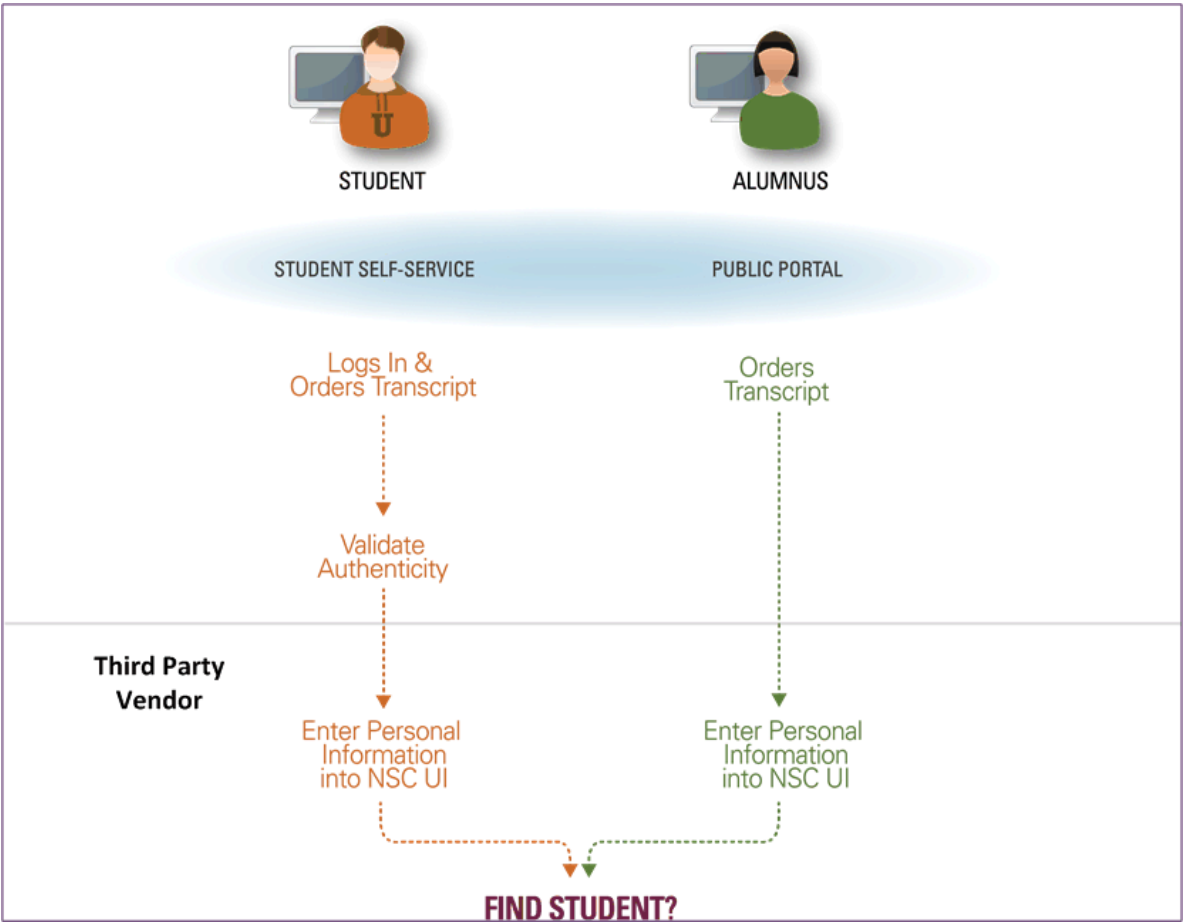 U
STUDENT
ALUMNUS
STUDENT SELF-SERVICE
PUBLIC PORTAL
Logs In &
Orders Transcript
Orders
Transcript
Validate
Authenticity
Third Party
Vendor
Enter Personal
Information
into NSC UI
Enter Personal
Information
into NSC UI
FIND STUDENT?